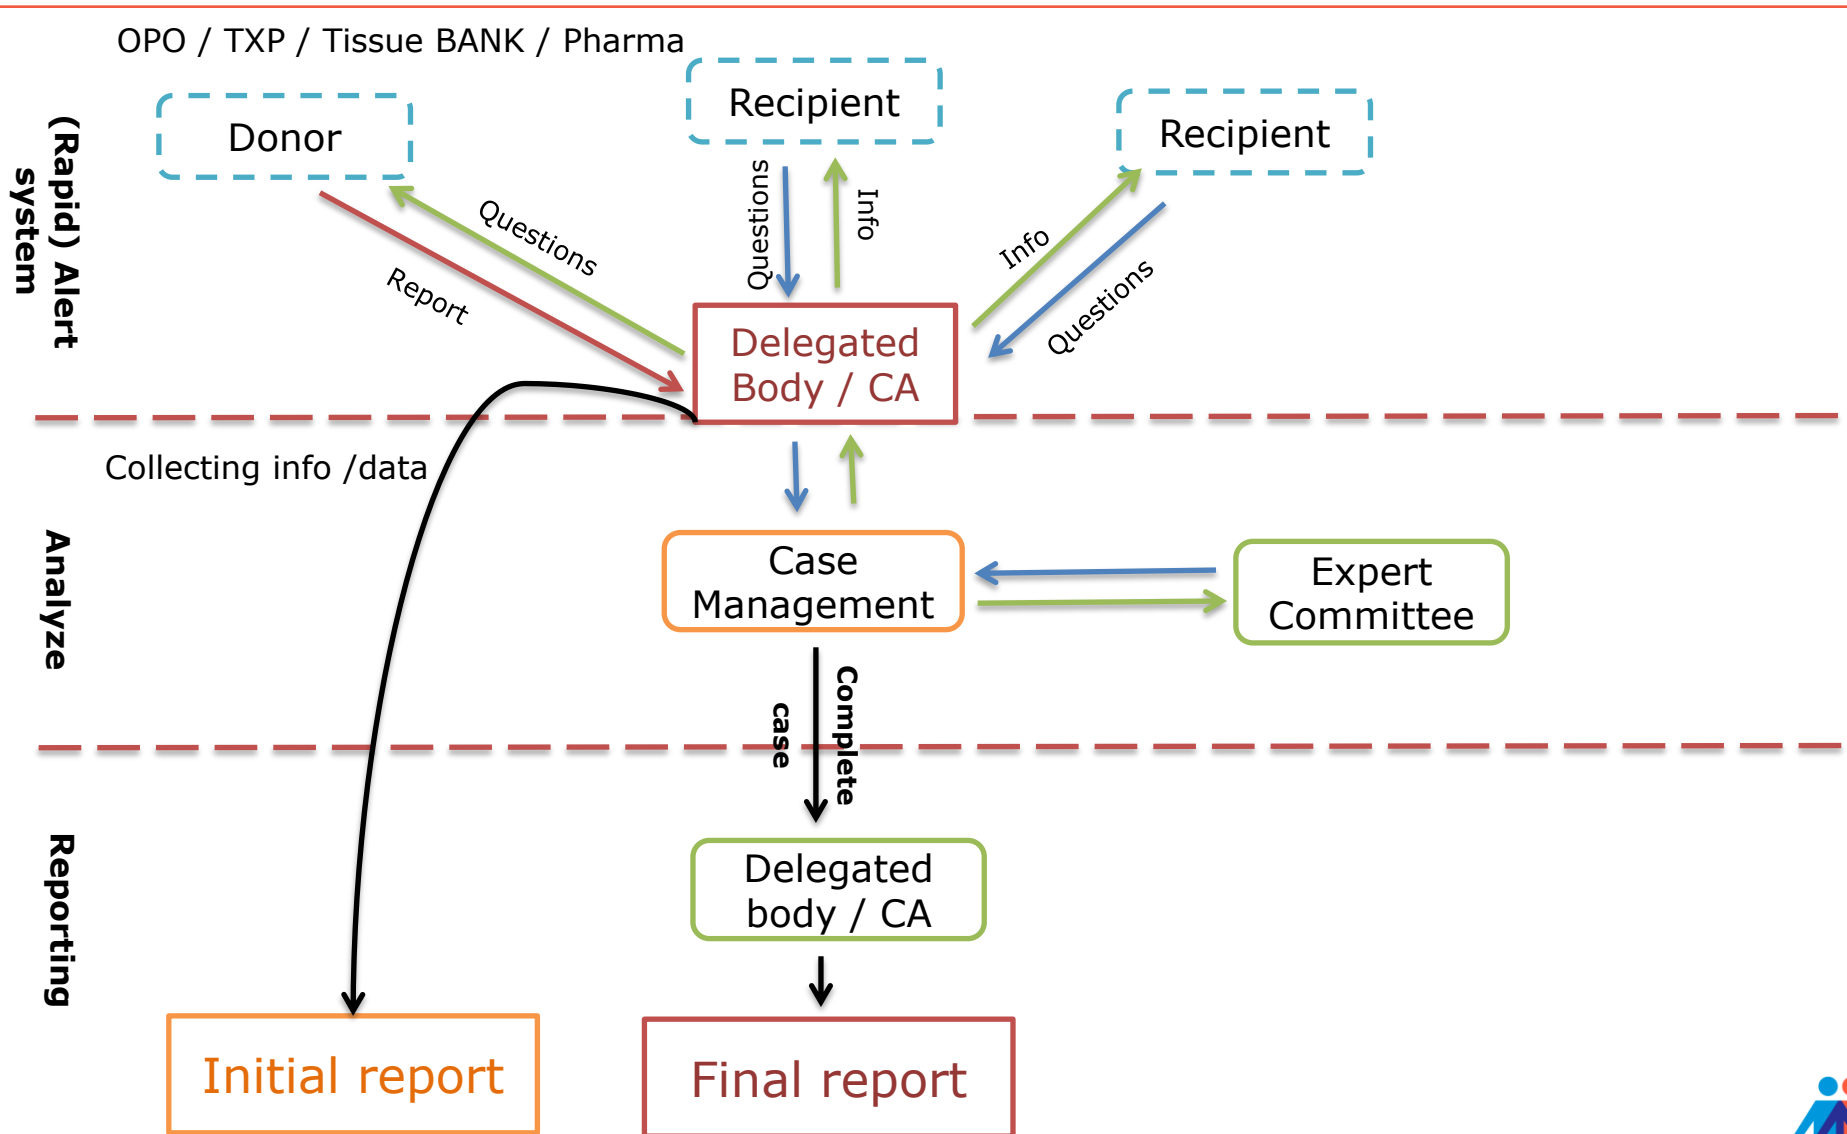 OPO / TXP / Tissue BANK / Pharma
(Rapid) Alert
system
Donor
Recipient
Recipient
Questions
Report
Questions
Info
Info
Questions
Delegated
Body / CA
Collecting info /data
Analyze
Case
Management
Expert
Committee
Complete
case
Reporting
Delegated
body / CA
Initial report
Final report